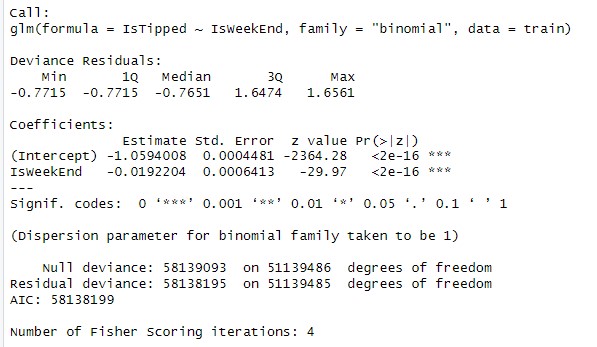 Call:
glm(formula = IsTipped ~ IsWeekEnd, family = "binomial", data = train)
Deviance Residuals:
Min 1Q Median 3Q Max
-0.7715 -0.7715 -0.7651 1.6474 1.6561
Coefficients:
Estimate Std. Error z value Pr(>|z|)
(Intercept) -1.0594008 0.0004481 -2364.28 <2e-16 ***
IsWeekEnd -0.0192204 0.0006413 -29.97 <2e-16 ***
---
Signif. codes: 0 ‘***’ 0.001 ‘**’ 0.01 ‘*’ 0.05 ‘.’ 0.1 ‘ ’ 1
(Dispersion parameter for binomial family taken to be 1)
Null deviance: 58139093 on 51139486 degrees of freedom
Residual deviance: 58138195 on 51139485 degrees of freedom
AIC: 58138199
Number of Fisher Scoring iterations: 4